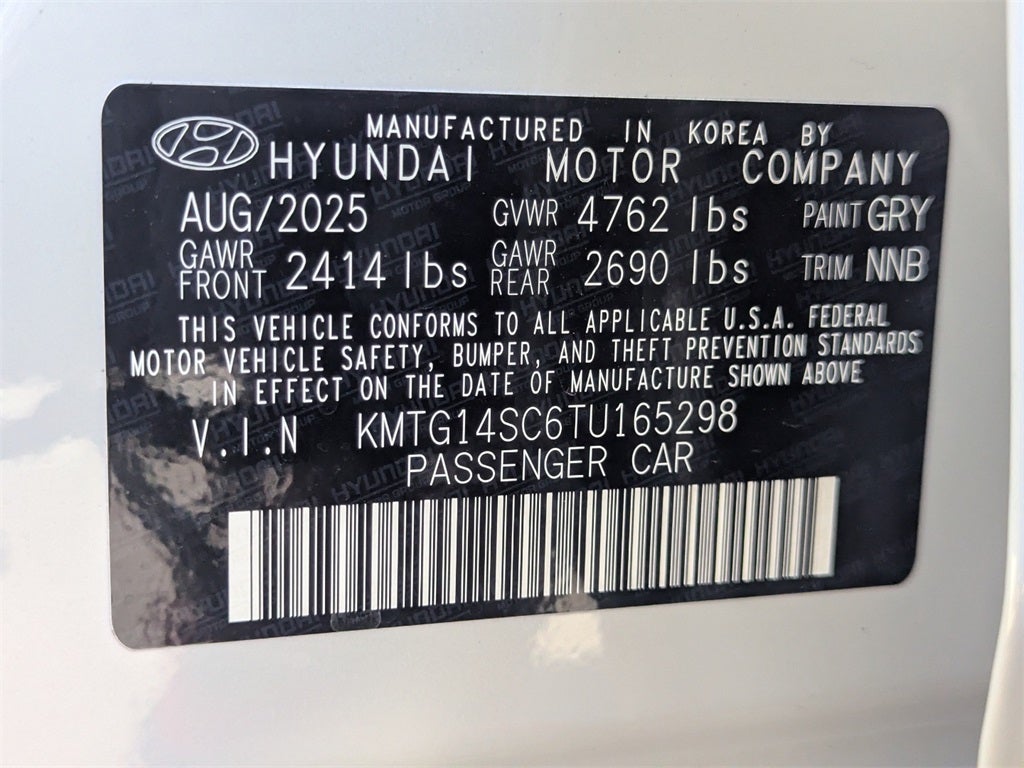 MANUFACTURED IN KOREA BY
HYUNDAI MOTOR COMPANY
AUG/2025 GVWR 4762 lbs PAINT GRY
GAWR FRONT 2414 lbs GAWR REAR 2690 lbs TRIM NNB
THIS VEHICLE CONFORMS TO ALL APPLICABLE U.S.A. FEDERAL
MOTOR VEHICLE SAFETY, BUMPER, AND THEFT PREVENTION STANDARDS
IN EFFECT ON THE DATE OF MANUFACTURE SHOWN ABOVE
V.I.N KMTG14SC6TU165298
PASSENGER CAR